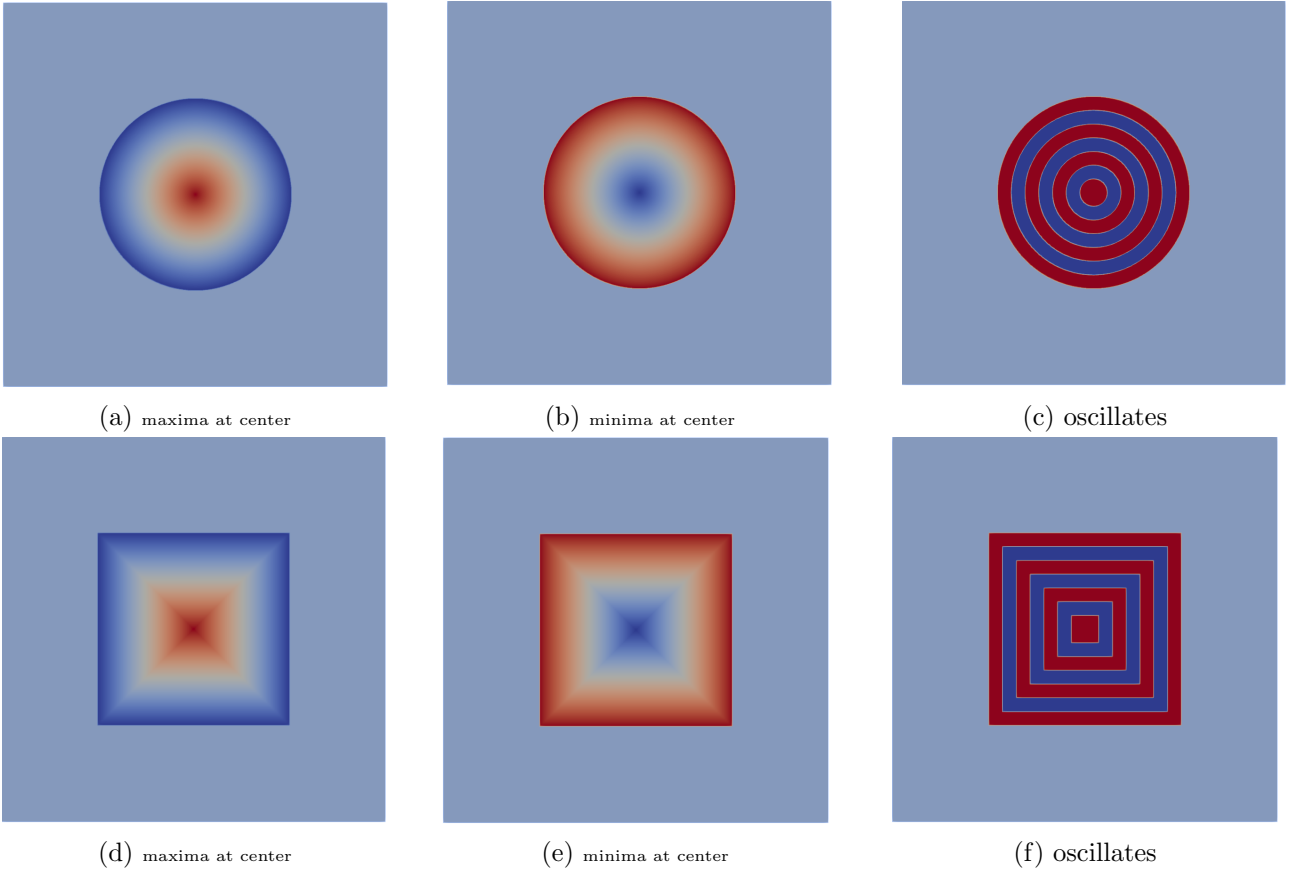 (a) maxima at center
(b) minima at center
(c) oscillates
(d) maxima at center
(e) minima at center
(f) oscillates